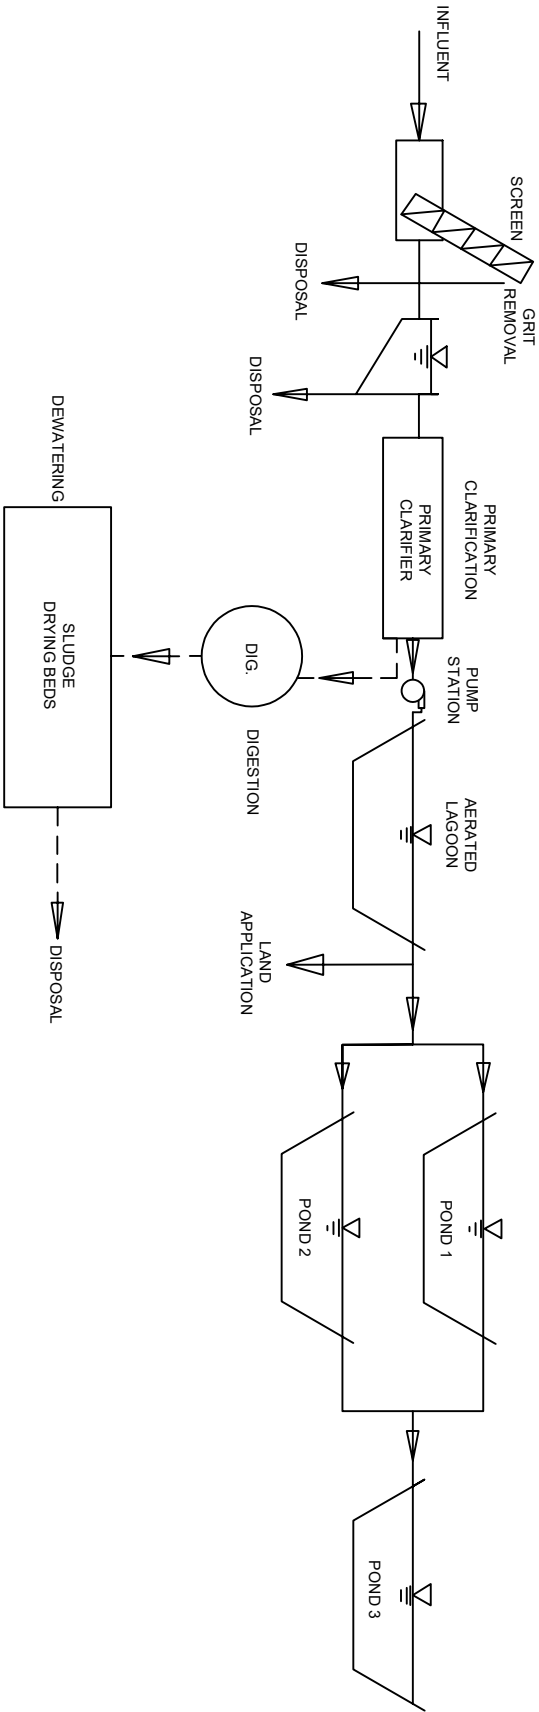 INFLUENT
SCREEN
GRIT
REMOVAL
DISPOSAL
DISPOSAL
PRIMARY
CLARIFICATION
PRIMARY
CLARIFIER
PUMP
STATION
AERATED
LAGOON
LAND
APPLICATION
POND 1
POND 2
POND 3
DIG.
DIGESTION
DEWATERING
SLUDGE
DRYING BEDS
DISPOSAL